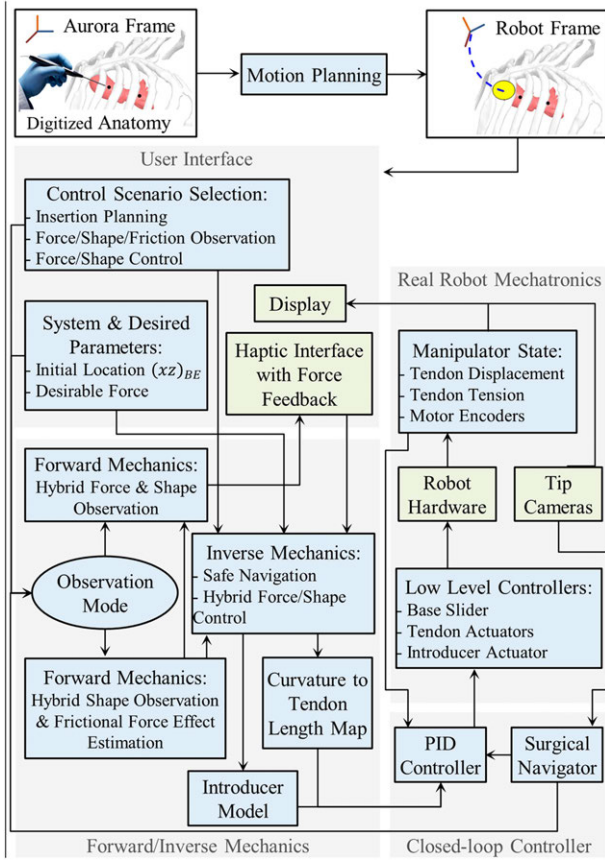 Aurora Frame
Digitized Anatomy
Motion Planning
Robot Frame
User Interface
Control Scenario Selection:
- Insertion Planning
- Force/Shape/Friction Observation
- Force/Shape Control
System & Desired
Parameters:
- Initial Location (xz)BE
- Desirable Force
Display
Haptic Interface
with Force
Feedback
Real Robot Mechatronics
Manipulator State:
- Tendon Displacement
- Tendon Tension
- Motor Encoders
Robot
Hardware
Tip
Cameras
Low Level Controllers:
- Base Slider
- Tendon Actuators
- Introducer Actuator
Forward Mechanics:
Hybrid Force & Shape
Observation
Observation
Mode
Forward Mechanics:
Hybrid Shape Observation
& Frictional Force Effect
Estimation
Inverse Mechanics:
- Safe Navigation
- Hybrid Force/Shape
Control
Curvature to
Tendon
Length Map
Introducer
Model
Forward/Inverse Mechanics
PID
Controller
Surgical
Navigator
Closed-loop Controller